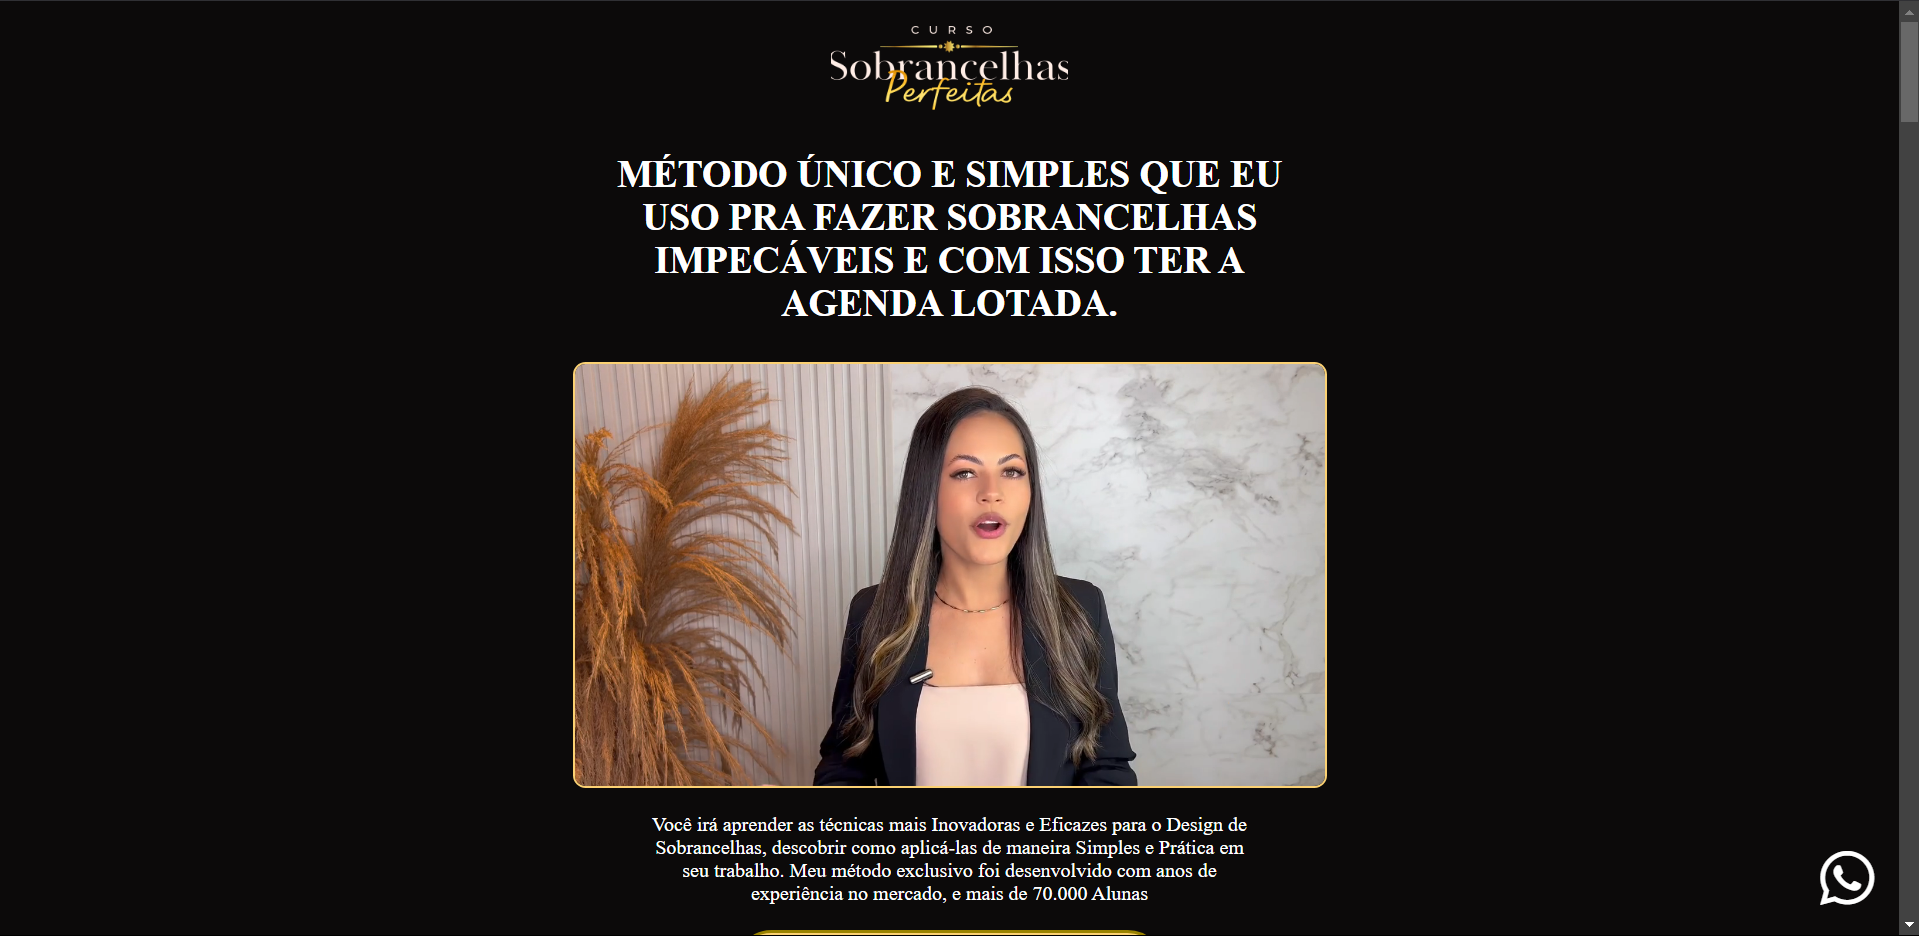 CURSO
Sobrancelhas
Perfeitas
MÉTODO ÚNICO E SIMPLES QUE EU
USO PRA FAZER SOBRANCELHAS
IMPECÁVEIS E COM ISSO TER A
AGENDA LOTADA.
Você irá aprender as técnicas mais Inovadoras e Eficazes para o Design de
Sobrancelhas, descobrir como aplicá-las de maneira Simples e Prática em
seu trabalho. Meu método exclusivo foi desenvolvido com anos de
experiência no mercado, e mais de 70.000 Alunas